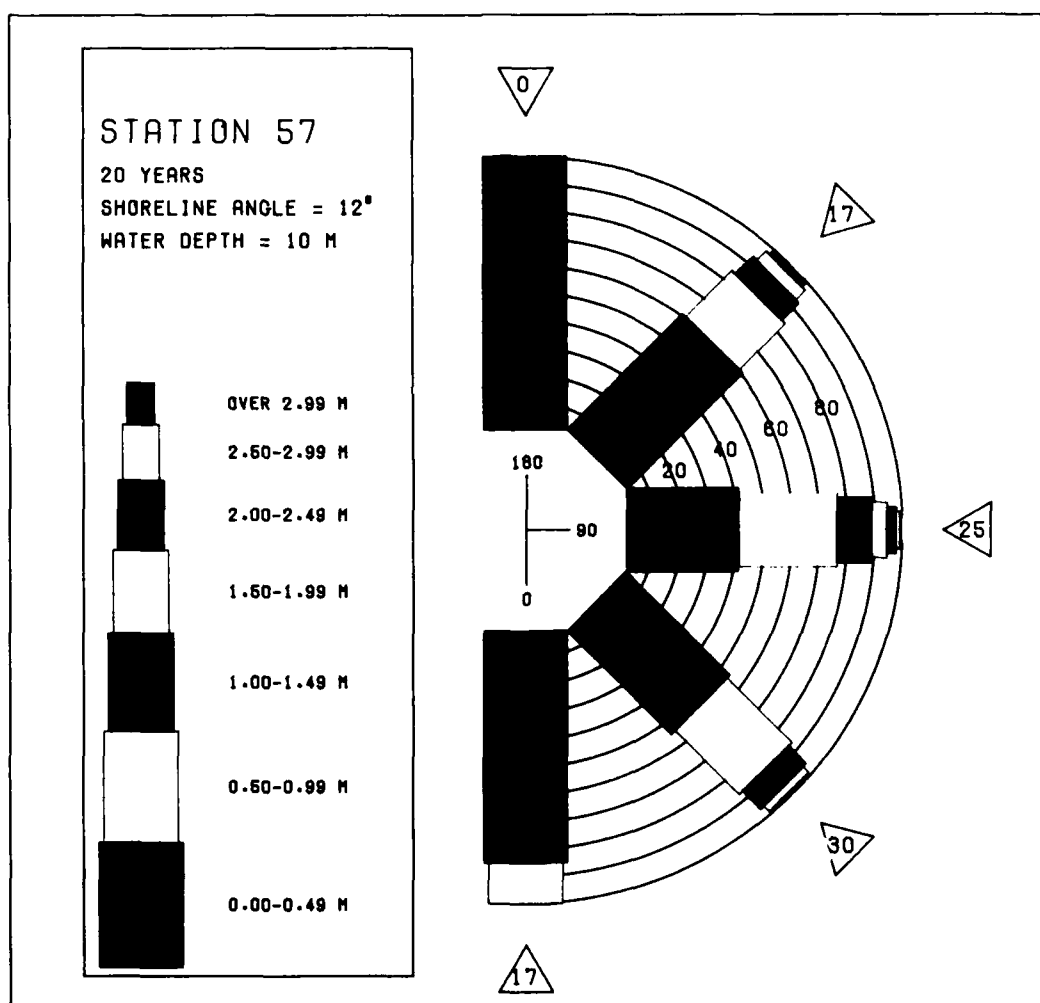 STATION 57
20 YEARS
SHORELINE ANGLE = 12°
WATER DEPTH = 10 M
OVER 2.99 M
2.50-2.99 M
2.00-2.49 M
1.50-1.99 M
1.00-1.49 M
0.50-0.99 M
0.00-0.49 M
0
17
80
60
40
20
180
90
0
25
30
17